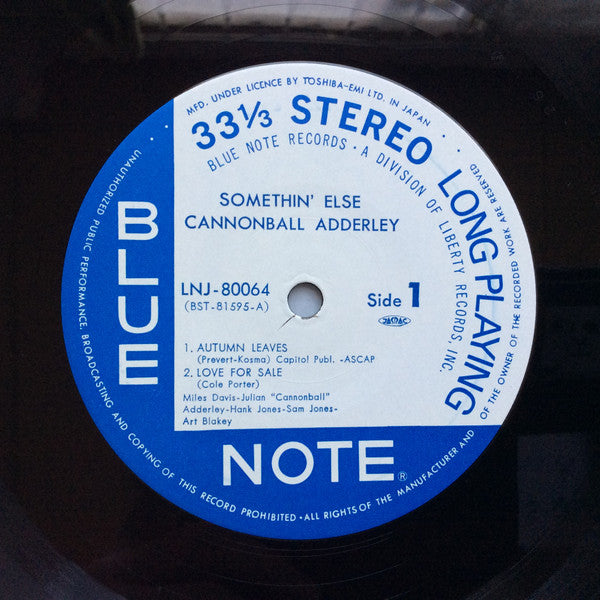 MFD. UNDER LICENCE BY TOSHIBA-EMI LTD. IN JAPAN
33⅓ STEREO LONG PLAYING
BLUE NOTE RECORDS · A DIVISION OF LIBERTY RECORDS, INC.
SOMETHIN' ELSE
CANNONBALL ADDERLEY
LNJ-80064
(BST-81595-A)
Side 1
JASRAC
1. AUTUMN LEAVES
(Prevert-Kosma) Capitol Publ. -ASCAP
2. LOVE FOR SALE
(Cole Porter)
Miles Davis-Julian "Cannonball"
Adderley-Hank Jones-Sam Jones-
Art Blakey
BLUE
NOTE®
UNAUTHORIZED PUBLIC PERFORMANCE, BROADCASTING AND COPYING OF THIS RECORD PROHIBITED · ALL RIGHTS OF THE MANUFACTURER AND OF THE OWNER OF THE RECORDED WORK ARE RESERVED